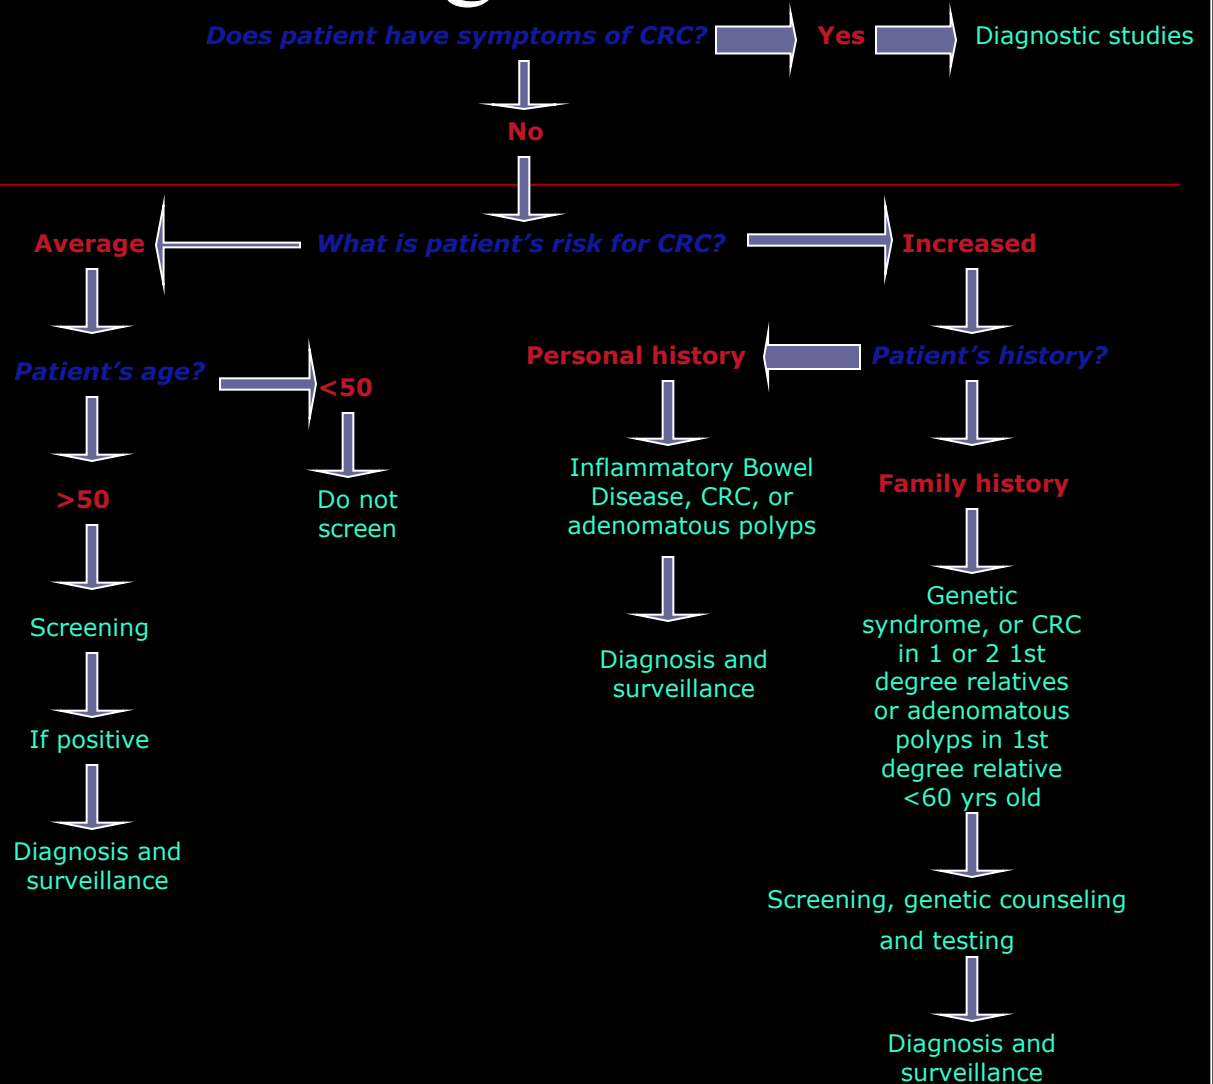 Does patient have symptoms of CRC?
Yes
Diagnostic studies
No
What is patient’s risk for CRC?
Average
Increased
Patient’s age?
<50
Do not
screen
>50
Screening
If positive
Diagnosis and
surveillance
Patient’s history?
Personal history
Inflammatory Bowel
Disease, CRC, or
adenomatous polyps
Diagnosis and
surveillance
Family history
Genetic
syndrome, or CRC
in 1 or 2 1st
degree relatives
or adenomatous
polyps in 1st
degree relative
<60 yrs old
Screening, genetic counseling
and testing
Diagnosis and
surveillance